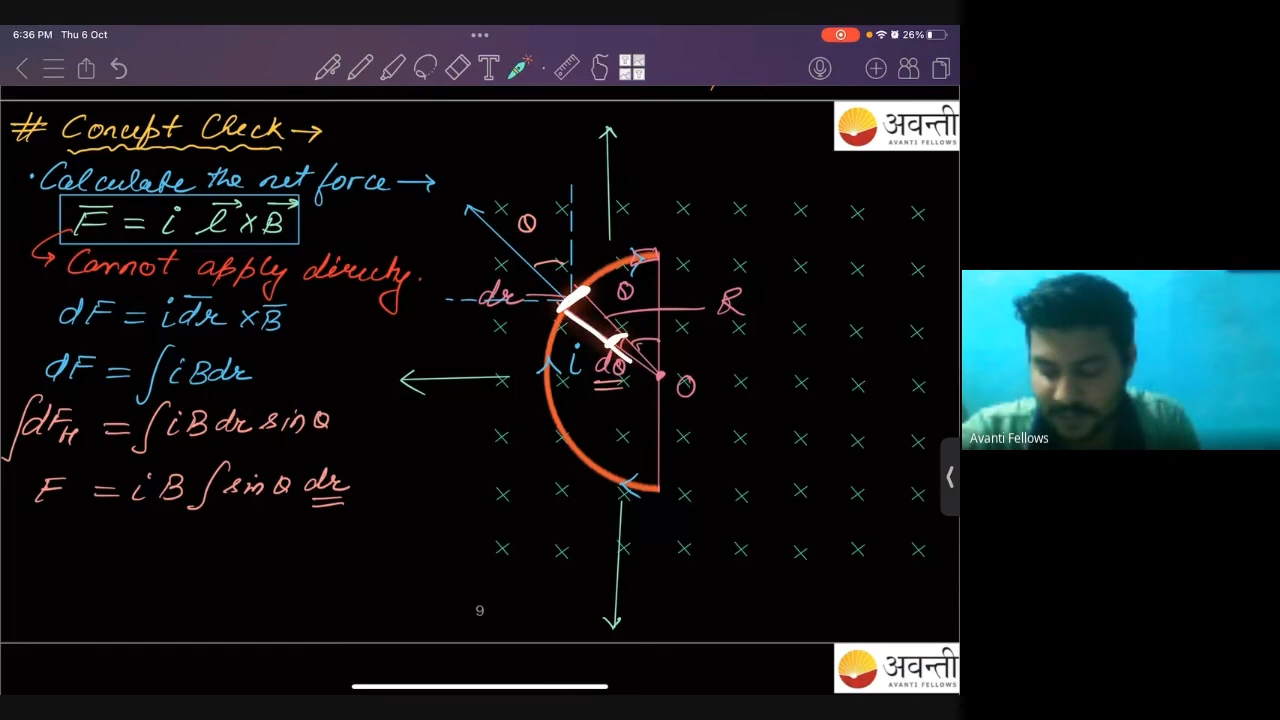 6:36 PM Thu 6 Oct
26%
# Concept Check →
अवन्ती
AVANTI FELLOWS
· Calculate the net force →
F = i l × B
Cannot apply directly.
dF = i dr × B
dF = ∫ i B dr
∫ dF_H = ∫ i B dr sin θ
F = i B ∫ sin θ dr
θ
dr
θ
R
i
dθ
O
9
अवन्ती
AVANTI FELLOWS
Avanti Fellows